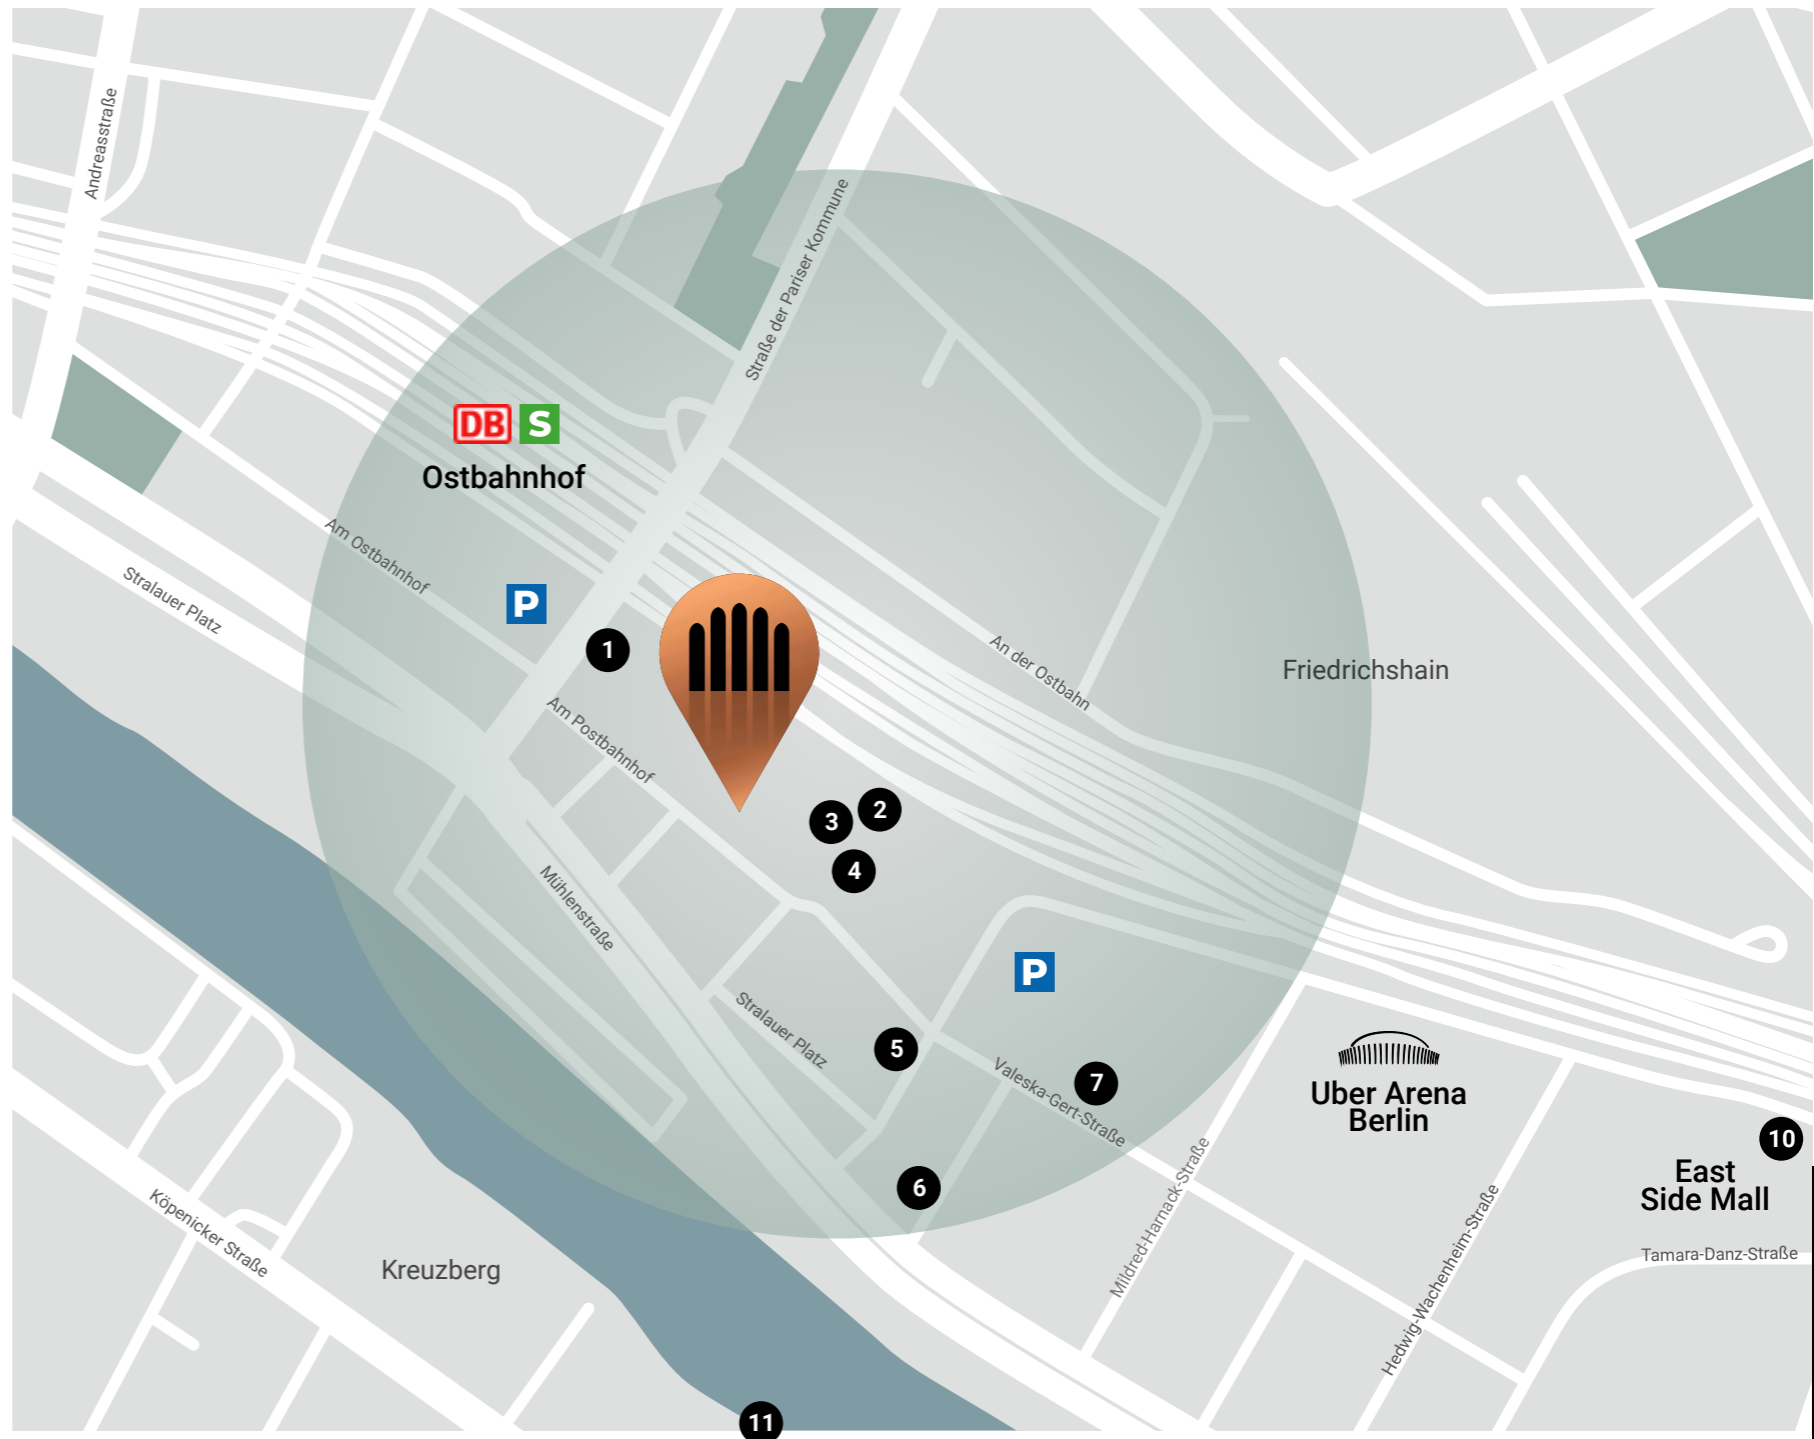 Andreasstraße
Straße der Pariser Kommune
DB S
Ostbahnhof
Am Ostbahnhof
Stralauer Platz
P
1
Am Postbahnhof
An der Ostbahn
Friedrichshain
2
3
4
Mühlenstraße
P
Stralauer Platz
5
Valeska-Gert-Straße
7
Uber Arena
Berlin
10
East
Side Mall
6
Mildred-Harnack-Straße
Hedwig-Wachenheim-Straße
Tamara-Danz-Straße
Köpenicker Straße
Kreuzberg
11